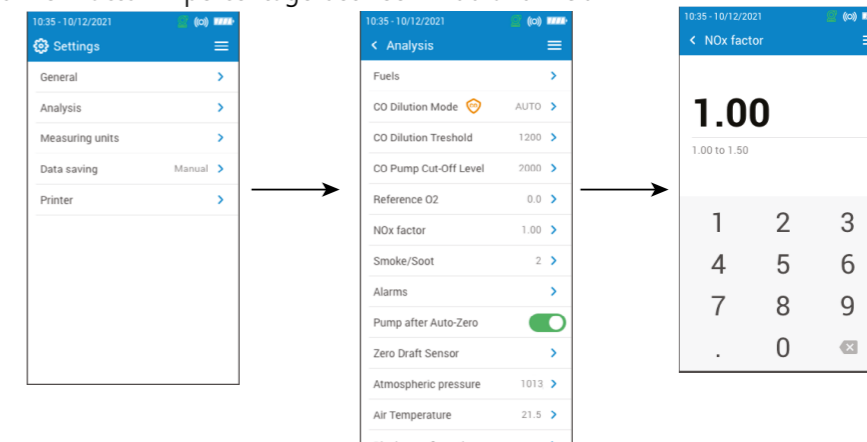 10:35 - 10/12/2021
Settings
General
Analysis
Measuring units
Data saving Manual
Printer
10:35 - 10/12/2021
Analysis
Fuels
CO Dilution Mode AUTO
CO Dilution Treshold 1200
CO Pump Cut-Off Level 2000
Reference O2 0.0
NOx factor 1.00
Smoke/Soot 2
Alarms
Pump after Auto-Zero
Zero Draft Sensor
Atmospheric pressure 1013
Air Temperature 21.5
10:35 - 10/12/2021
NOx factor
1.00
1.00 to 1.50
1 2 3
4 5 6
7 8 9
. 0